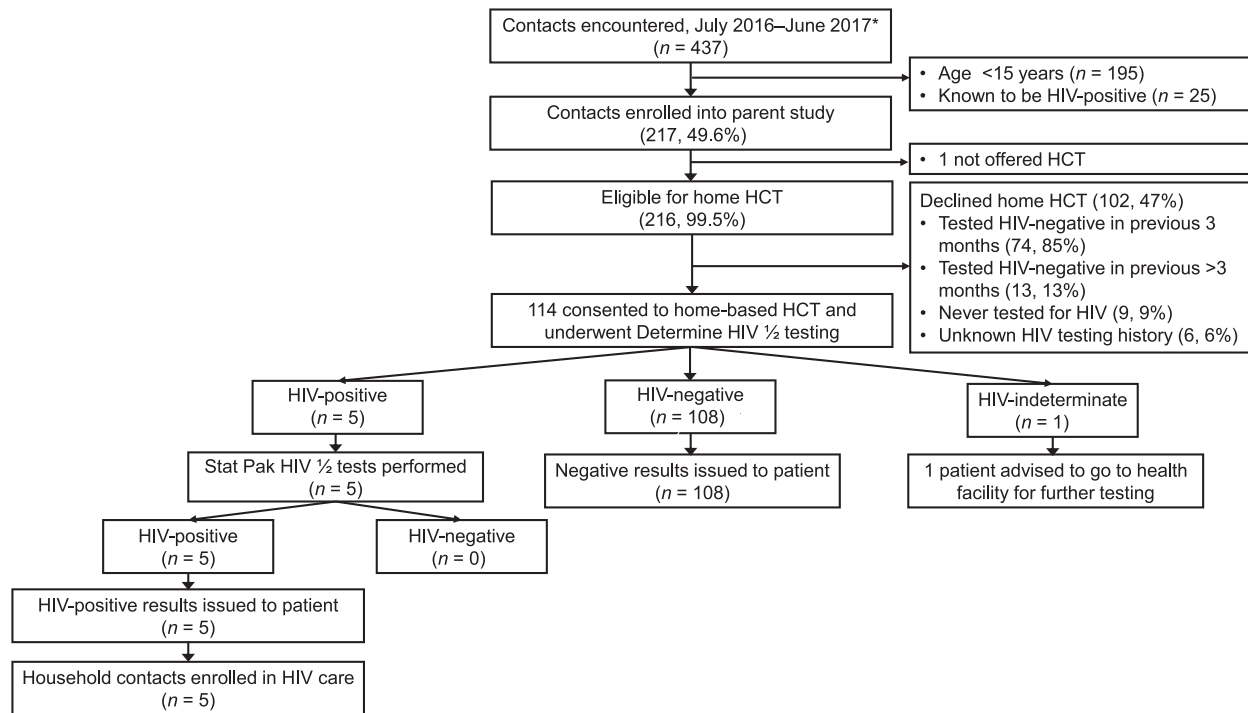 Contacts encountered, July 2016–June 2017*
(n = 437)
• Age <15 years (n = 195)
• Known to be HIV-positive (n = 25)
Contacts enrolled into parent study
(217, 49.6%)
• 1 not offered HCT
Eligible for home HCT
(216, 99.5%)
Declined home HCT (102, 47%)
• Tested HIV-negative in previous 3
months (74, 85%)
• Tested HIV-negative in previous >3
months (13, 13%)
• Never tested for HIV (9, 9%)
• Unknown HIV testing history (6, 6%)
114 consented to home-based HCT and
underwent Determine HIV ½ testing
HIV-positive
(n = 5)
HIV-negative
(n = 108)
HIV-indeterminate
(n = 1)
Stat Pak HIV ½ tests performed
(n = 5)
Negative results issued to patient
(n = 108)
1 patient advised to go to health
facility for further testing
HIV-positive
(n = 5)
HIV-negative
(n = 0)
HIV-positive results issued to patient
(n = 5)
Household contacts enrolled in HIV care
(n = 5)